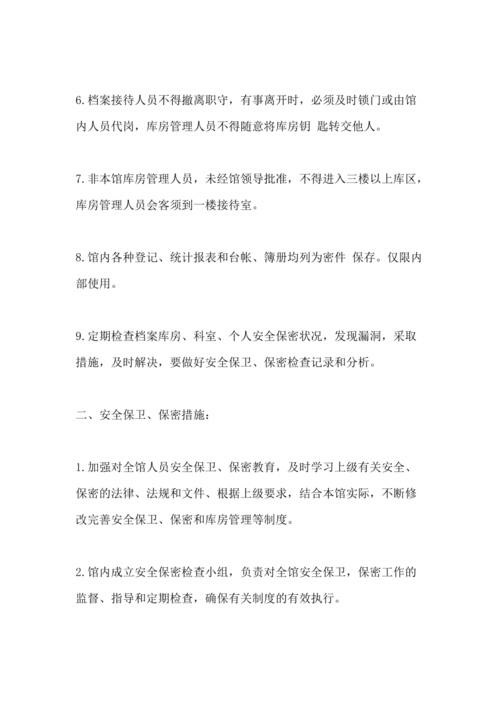 6.档案接待人员不得撤离职守，有事离开时，必须及时锁门或由馆
内人员代岗，库房管理人员不得随意将库房钥 匙转交他人。
7.非本馆库房管理人员，未经馆领导批准，不得进入三楼以上库区，
库房管理人员会客须到一楼接待室。
8.馆内各种登记、统计报表和台帐、簿册均列为密件 保存。仅限内
部使用。
9.定期检查档案库房、科室、个人安全保密状况，发现漏洞，采取
措施，及时解决，要做好安全保卫、保密检查记录和分析。
二、安全保卫、保密措施：
1.加强对全馆人员安全保卫、保密教育，及时学习上级有关安全、
保密的法律、法规和文件、根据上级要求，结合本馆实际，不断修
改完善安全保卫、保密和库房管理等制度。
2.馆内成立安全保密检查小组，负责对全馆安全保卫，保密工作的
监督、指导和定期检查，确保有关制度的有效执行。